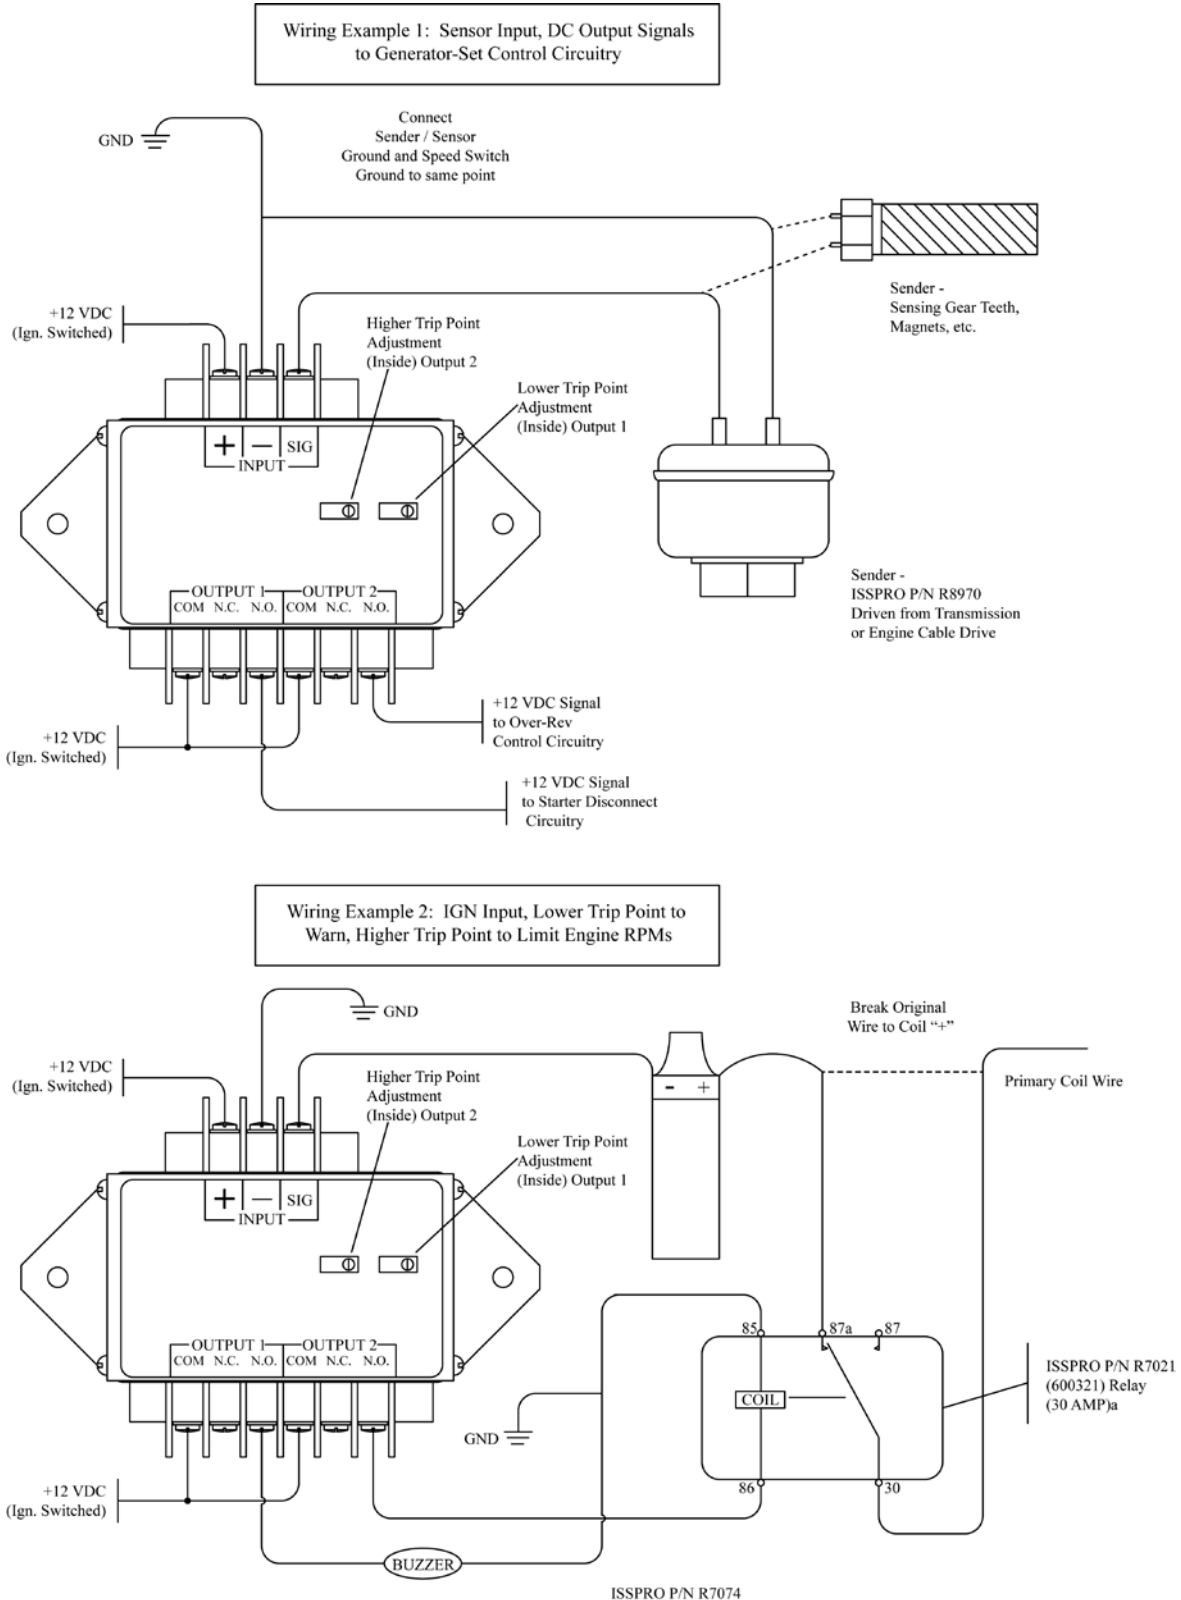 Wiring Example 1: Sensor Input, DC Output Signals
to Generator-Set Control Circuitry
Connect
Sender / Sensor
Ground and Speed Switch
Ground to same point
GND
Sender -
Sensing Gear Teeth,
Magnets, etc.
+12 VDC
(Ign. Switched)
Higher Trip Point
Adjustment
(Inside) Output 2
Lower Trip Point
Adjustment
(Inside) Output 1
+ — SIG
INPUT
OUTPUT 1 OUTPUT 2
COM N.C. N.O. COM N.C. N.O.
Sender -
ISSPRO P/N R8970
Driven from Transmission
or Engine Cable Drive
+12 VDC
(Ign. Switched)
+12 VDC Signal
to Over-Rev
Control Circuitry
+12 VDC Signal
to Starter Disconnect
Circuitry
Wiring Example 2: IGN Input, Lower Trip Point to
Warn, Higher Trip Point to Limit Engine RPMs
GND
Break Original
Wire to Coil “+”
Primary Coil Wire
+12 VDC
(Ign. Switched)
Higher Trip Point
Adjustment
(Inside) Output 2
Lower Trip Point
Adjustment
(Inside) Output 1
- +
+ — SIG
INPUT
OUTPUT 1 OUTPUT 2
COM N.C. N.O. COM N.C. N.O.
85 87a 87
COIL
86 30
ISSPRO P/N R7021
(600321) Relay
(30 AMP)a
GND
+12 VDC
(Ign. Switched)
BUZZER
ISSPRO P/N R7074